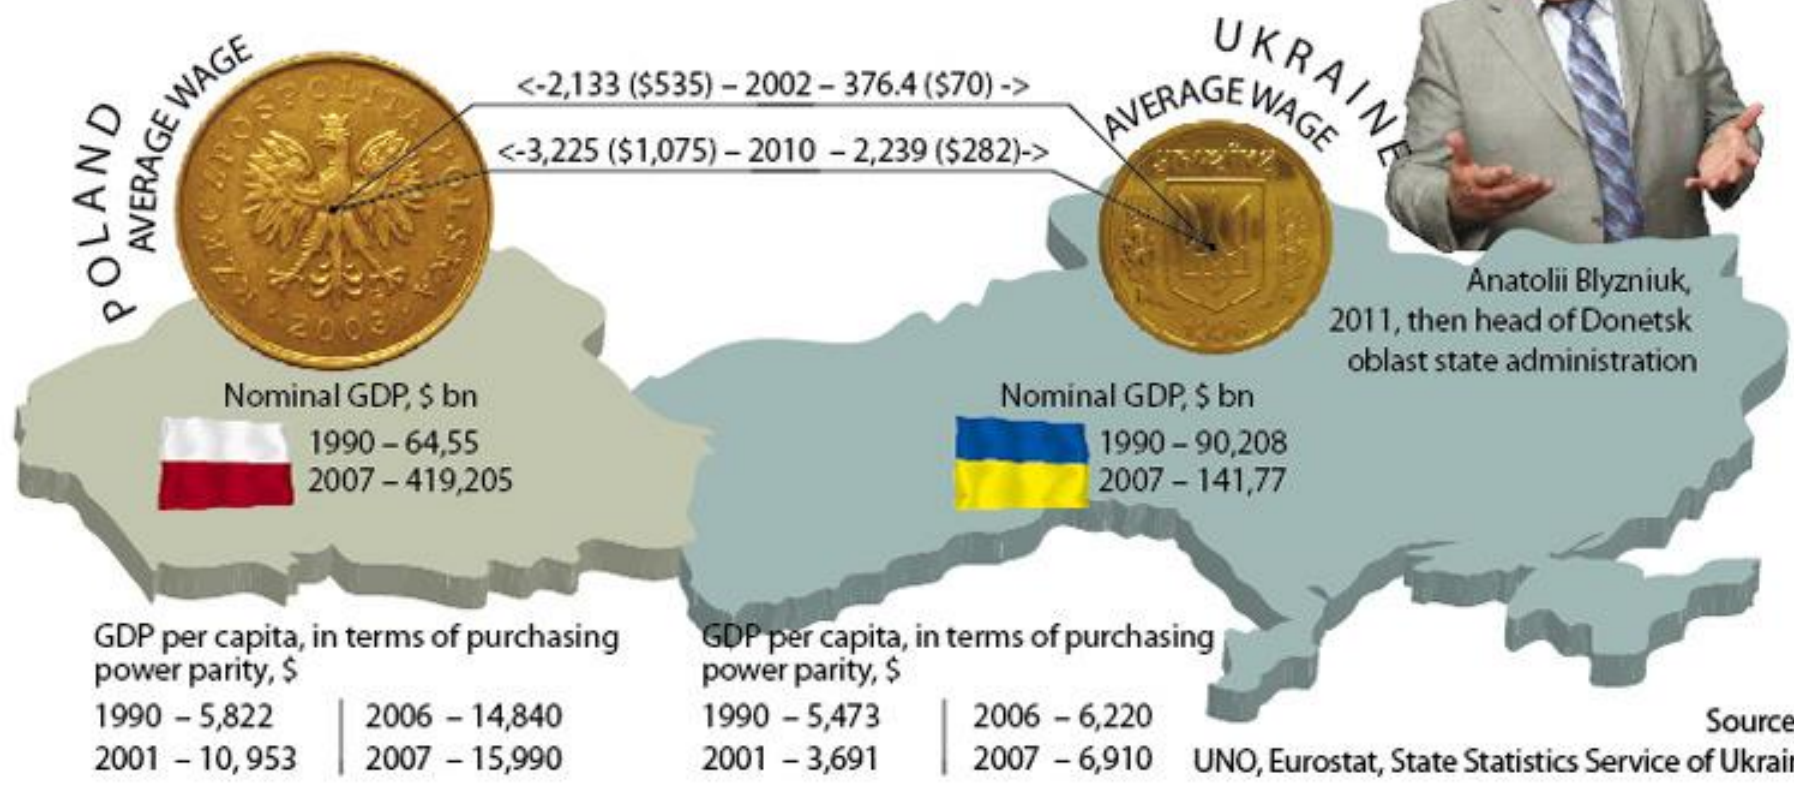 POLAND
AVERAGE WAGE
RZECZPOSPOLITA POLSKA
2003
<-2,133 ($535) – 2002 – 376.4 ($70) ->
<-3,225 ($1,075) – 2010 – 2,239 ($282)->
UKRAINE
AVERAGE WAGE
Anatolii Blyzniuk,
2011, then head of Donetsk
oblast state administration
Nominal GDP, $ bn
1990 – 64,55
2007 – 419,205
Nominal GDP, $ bn
1990 – 90,208
2007 – 141,77
GDP per capita, in terms of purchasing
power parity, $
1990 – 5,822
2001 – 10, 953
2006 – 14,840
2007 – 15,990
GDP per capita, in terms of purchasing
power parity, $
1990 – 5,473
2001 – 3,691
2006 – 6,220
2007 – 6,910
Source
UNO, Eurostat, State Statistics Service of Ukrain